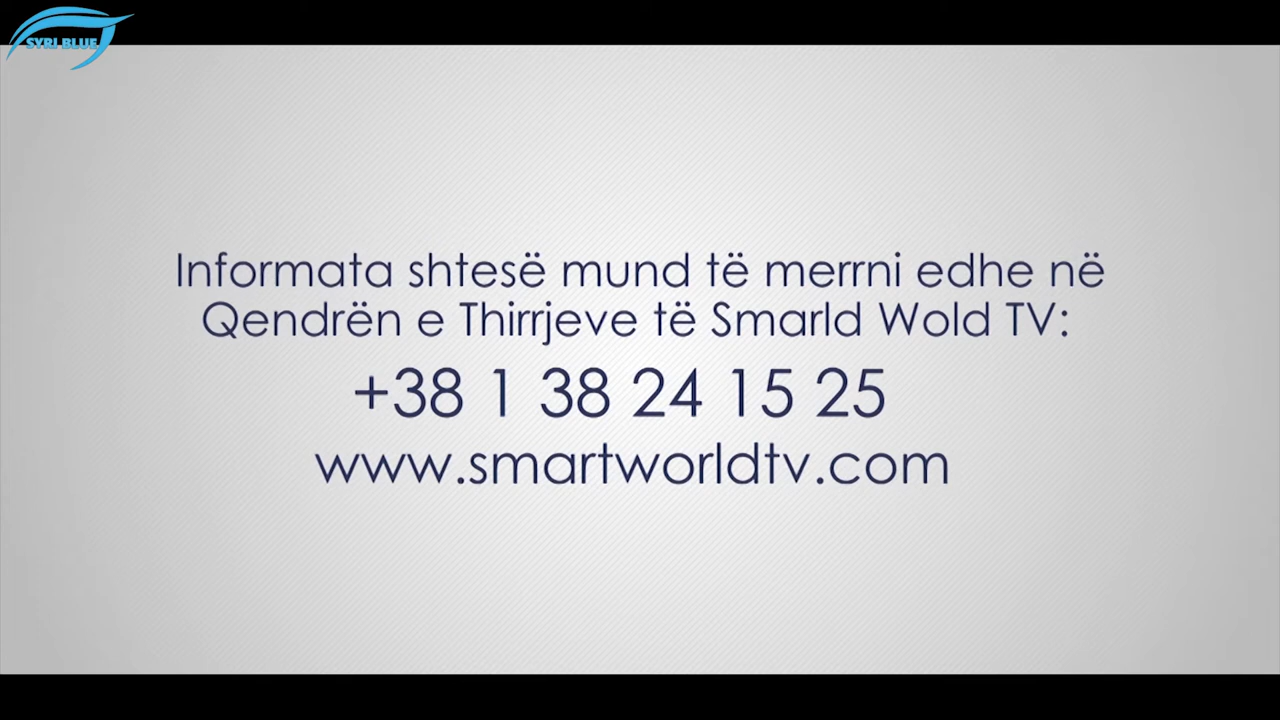 SYRI BLUE
Informata shtesë mund të merrni edhe në
Qendrën e Thirrjeve të Smarld Wold TV:
+38 1 38 24 15 25
www.smartworldtv.com